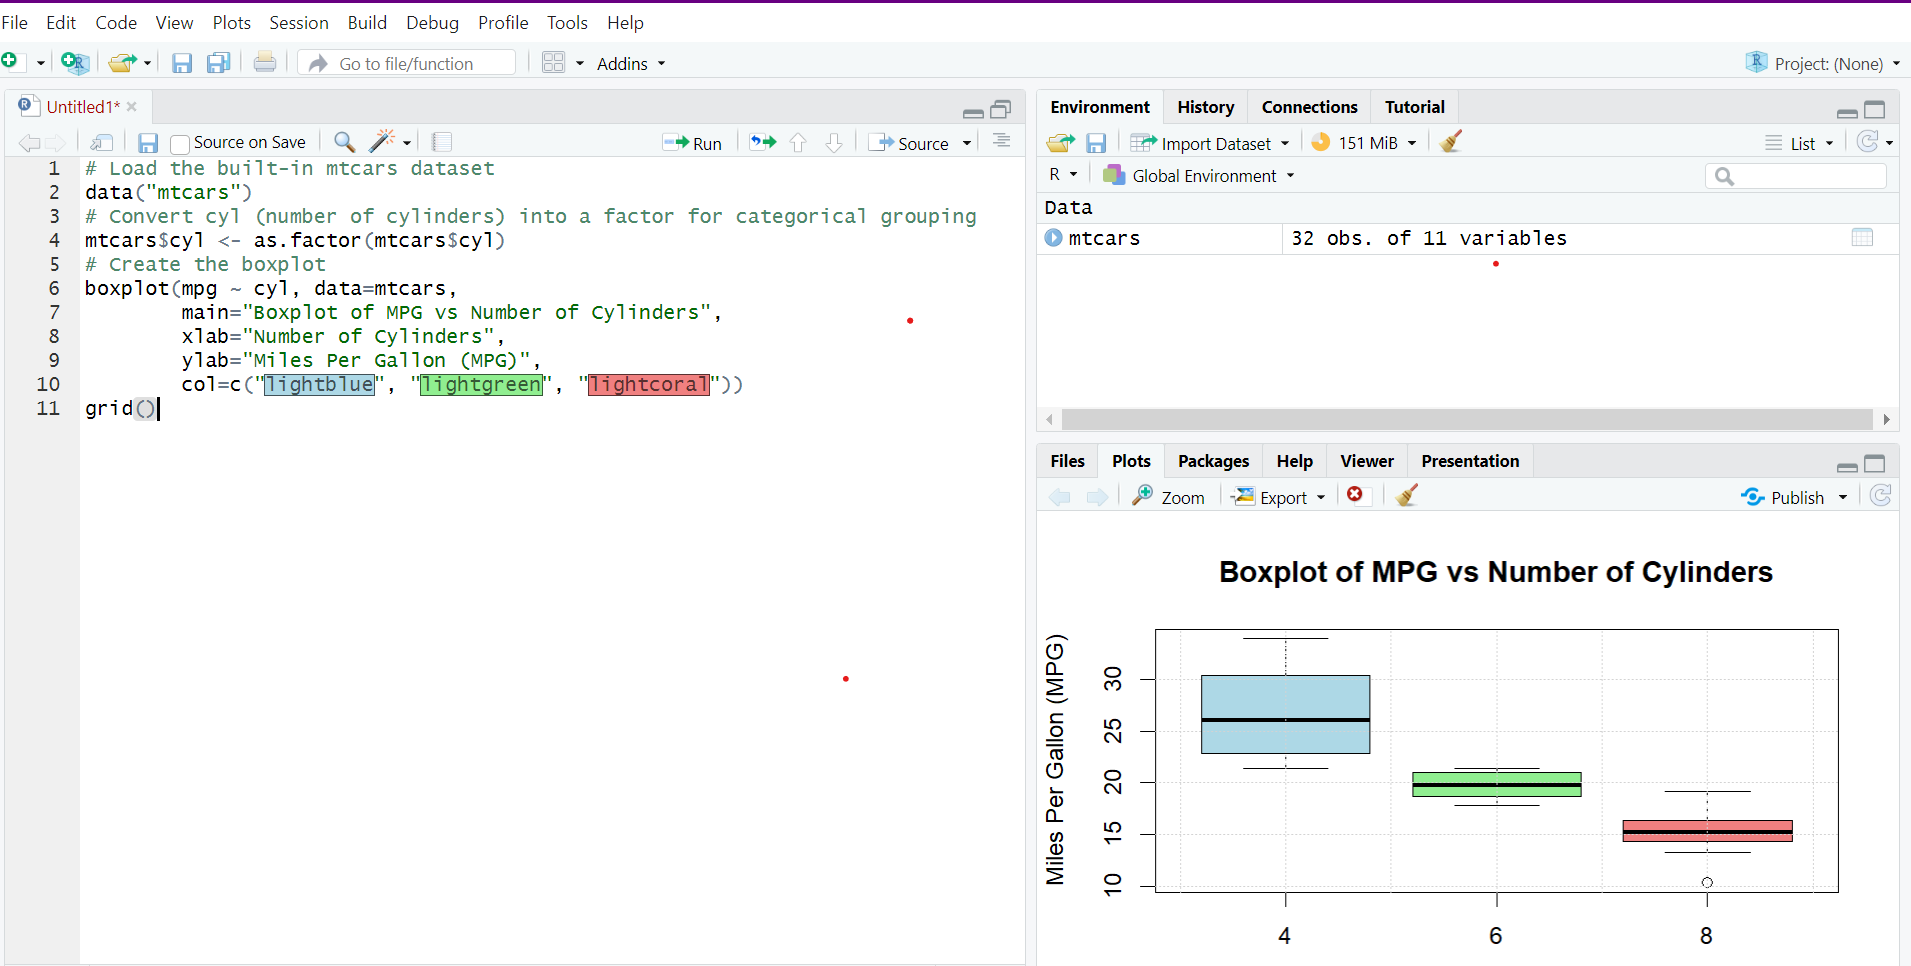 File Edit Code View Plots Session Build Debug Profile Tools Help
Go to file/function Addins Project: (None)
Untitled1*
Source on Save Run Source
1 # Load the built-in mtcars dataset
2 data("mtcars")
3 # Convert cyl (number of cylinders) into a factor for categorical grouping
4 mtcars$cyl <- as.factor(mtcars$cyl)
5 # Create the boxplot
6 boxplot(mpg ~ cyl, data=mtcars,
7 main="Boxplot of MPG vs Number of Cylinders",
8 xlab="Number of Cylinders",
9 ylab="Miles Per Gallon (MPG)",
10 col=c("lightblue", "lightgreen", "lightcoral"))
11 grid()
Environment History Connections Tutorial
Import Dataset 151 MiB List
R Global Environment
Data
mtcars 32 obs. of 11 variables
Files Plots Packages Help Viewer Presentation
Zoom Export Publish
Boxplot of MPG vs Number of Cylinders
Miles Per Gallon (MPG)
30
25
20
15
10
4 6 8